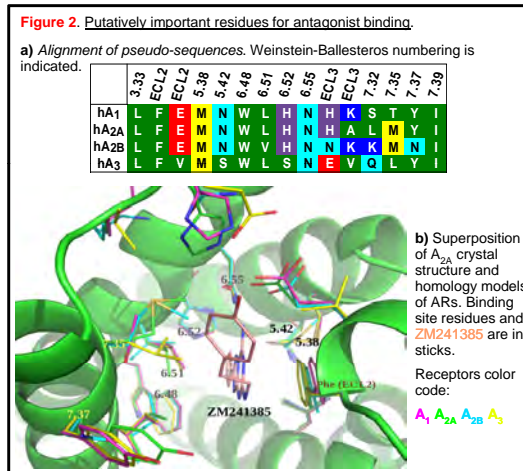 Figure 2. Putatively important residues for antagonist binding.
a) Alignment of pseudo-sequences. Weinstein-Ballesteros numbering is
indicated.
3.33 ECL2 ECL2 5.38 5.42 6.48 6.51 6.52 6.55 ECL3 ECL3 7.32 7.35 7.37 7.39
hA1 L F E M N W L H N H K S T Y I
hA2A L F E M N W L H N H A L M Y I
hA2B L F E M N W V H N N K K M N I
hA3 L F V M S W L S N E V Q L Y I
6.55
6.52
5.42
5.38
6.51
6.48
Phe (ECL2)
7.37
ZM241385
b) Superposition
of A2A crystal
structure and
homology models
of ARs. Binding
site residues and
ZM241385 are in
sticks.
Receptors color
code:
A1 A2A A2B A3